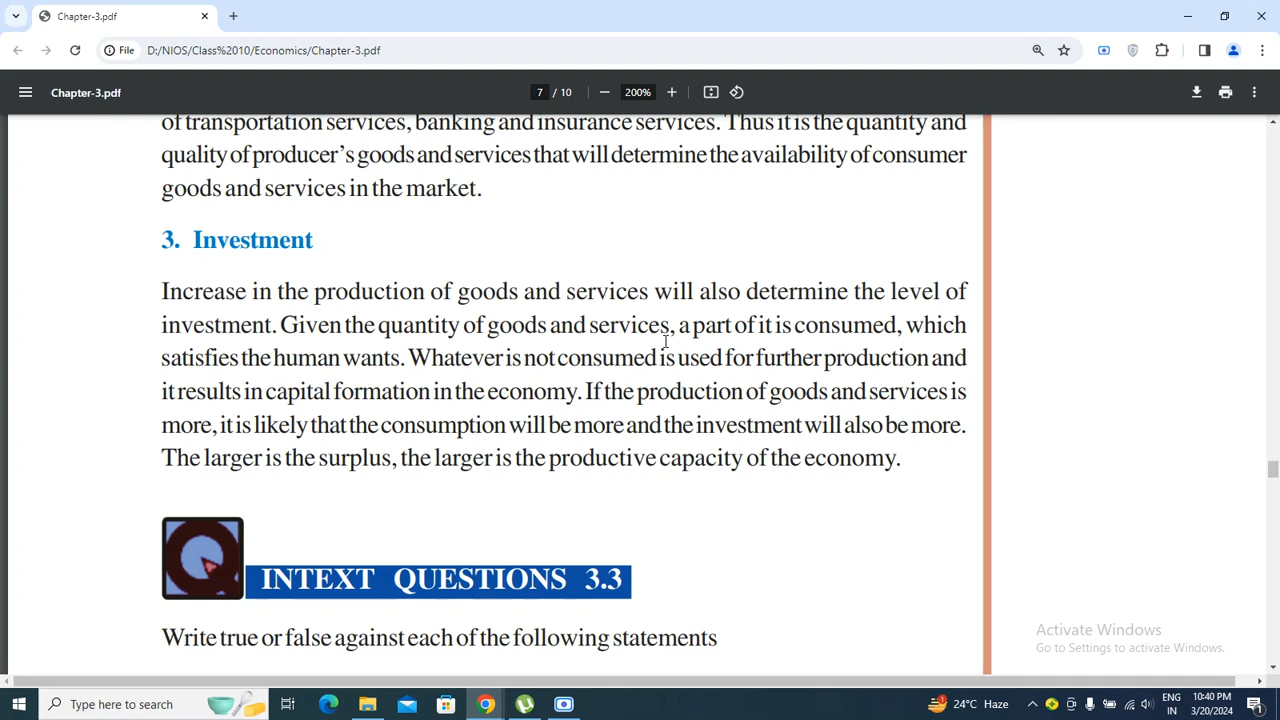 Chapter-3.pdf
File D:/NIOS/Class%2010/Economics/Chapter-3.pdf
Chapter-3.pdf
7 / 10
200%
of transportation services, banking and insurance services. Thus it is the quantity and
quality of producer's goods and services that will determine the availability of consumer
goods and services in the market.
3. Investment
Increase in the production of goods and services will also determine the level of
investment. Given the quantity of goods and services, a part of it is consumed, which
satisfies the human wants. Whatever is not consumed is used for further production and
it results in capital formation in the economy. If the production of goods and services is
more, it is likely that the consumption will be more and the investment will also be more.
The larger is the surplus, the larger is the productive capacity of the economy.
INTEXT QUESTIONS 3.3
Write true or false against each of the following statements
Activate Windows
Go to Settings to activate Windows.
Type here to search
24°C Haze
ENG
IN
10:40 PM
3/20/2024
1